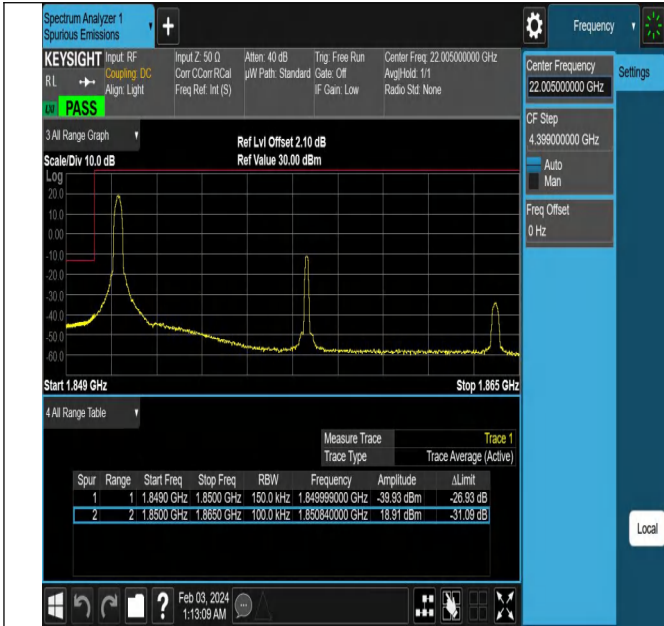 Spectrum Analyzer 1
Spurious Emissions
Frequency
KEYSIGHT
RL
PASS
Input: RF
Coupling: DC
Align: Light
Input Z: 50 Ω
Corr CCorr RCal
Freq Ref: Int (S)
Atten: 40 dB
µW Path: Standard
Trig: Free Run
Gate: Off
IF Gain: Low
Center Freq: 22.005000000 GHz
Avg|Hold: 1/1
Radio Std: None
Center Frequency
22.005000000 GHz
Settings
CF Step
4.399000000 GHz
Auto
Man
Freq Offset
0 Hz
3 All Range Graph
Scale/Div 10.0 dB
Ref Lvl Offset 2.10 dB
Ref Value 30.00 dBm
Log
20.0
10.0
0.00
-10.0
-20.0
-30.0
-40.0
-50.0
-60.0
Start 1.849 GHz
Stop 1.865 GHz
4 All Range Table
Measure Trace Trace 1
Trace Type Trace Average (Active)
Spur Range Start Freq Stop Freq RBW Frequency Amplitude ΔLimit
1 1 1.8490 GHz 1.8500 GHz 150.0 kHz 1.849999000 GHz -39.93 dBm -26.93 dB
2 2 1.8500 GHz 1.8650 GHz 100.0 kHz 1.850840000 GHz 18.91 dBm -31.09 dB
Local
Feb 03, 2024
1:13:09 AM